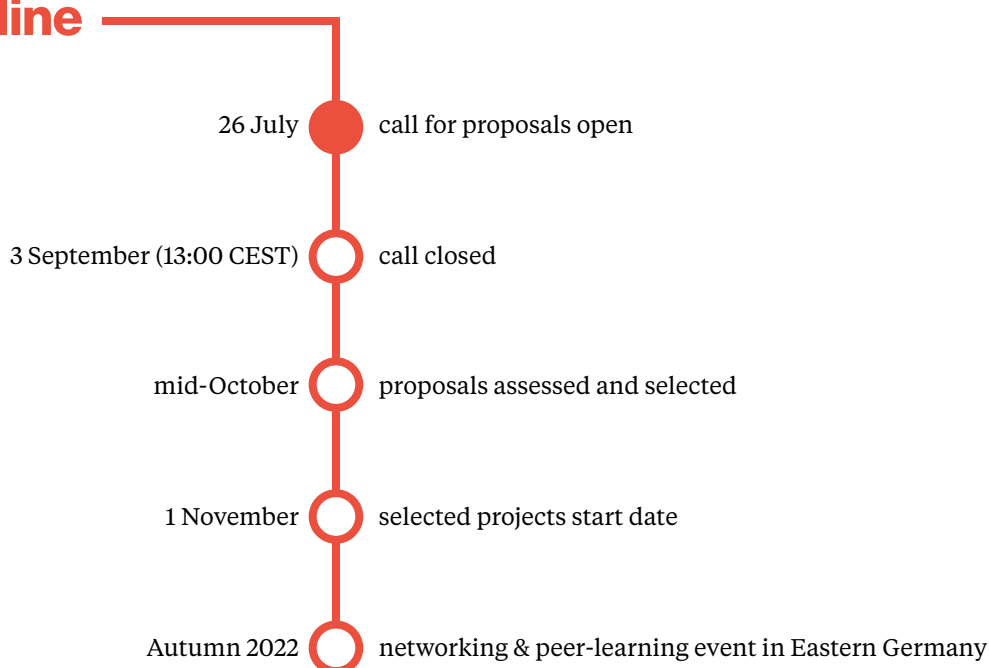 line
26 July call for proposals open
3 September (13:00 CEST) call closed
mid-October proposals assessed and selected
1 November selected projects start date
Autumn 2022 networking & peer-learning event in Eastern Germany